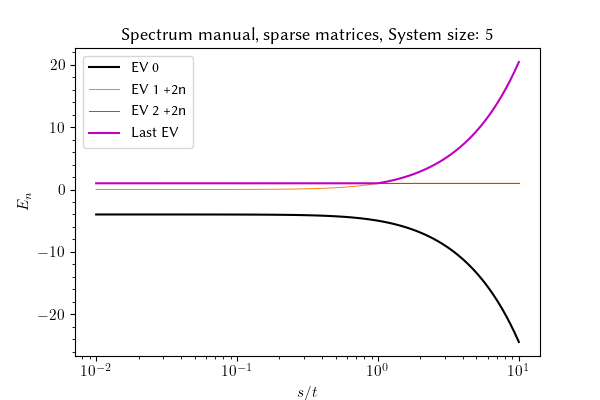 Spectrum manual, sparse matrices, System size: 5
EV 0
EV 1 +2n
EV 2 +2n
Last EV
20
10
0
−10
−20
E_n
10^{−2}
10^{−1}
10^0
10^1
s/t